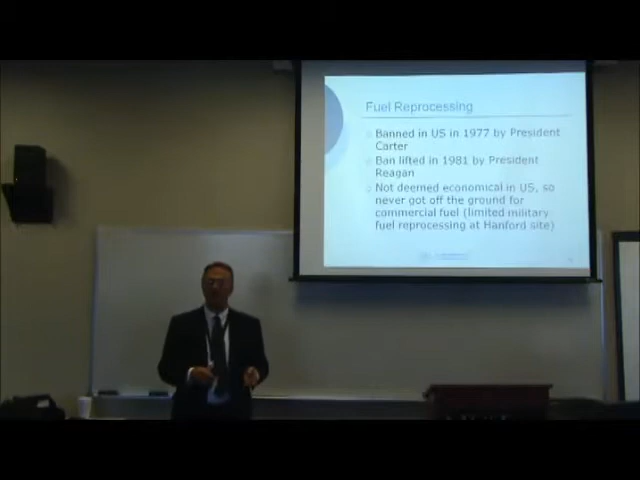 Fuel Reprocessing
Banned in US in 1977 by President
Carter
Ban lifted in 1981 by President
Reagan
Not deemed economical in US, so
never got off the ground for
commercial fuel (limited military
fuel reprocessing at Hanford site)